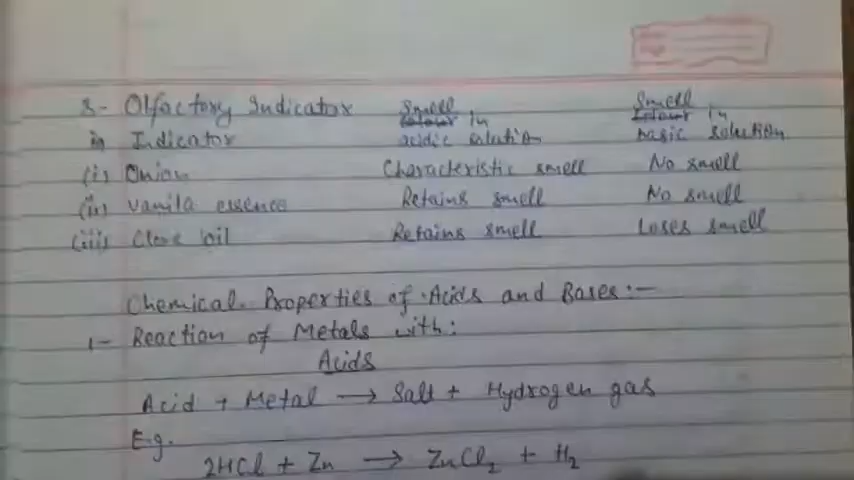 3- Olfactory Indicator Smell in Smell in
Indicator acidic solution basic solution
(i) Onion Characteristic smell No smell
(ii) Vanila essence Retains smell No smell
(iii) Clove oil Retains smell Loses smell
Chemical Properties of Acids and Bases:-
1- Reaction of Metals with:
Acids
Acid + Metal → Salt + Hydrogen gas
E.g.
2HCl + Zn → ZnCl₂ + H₂